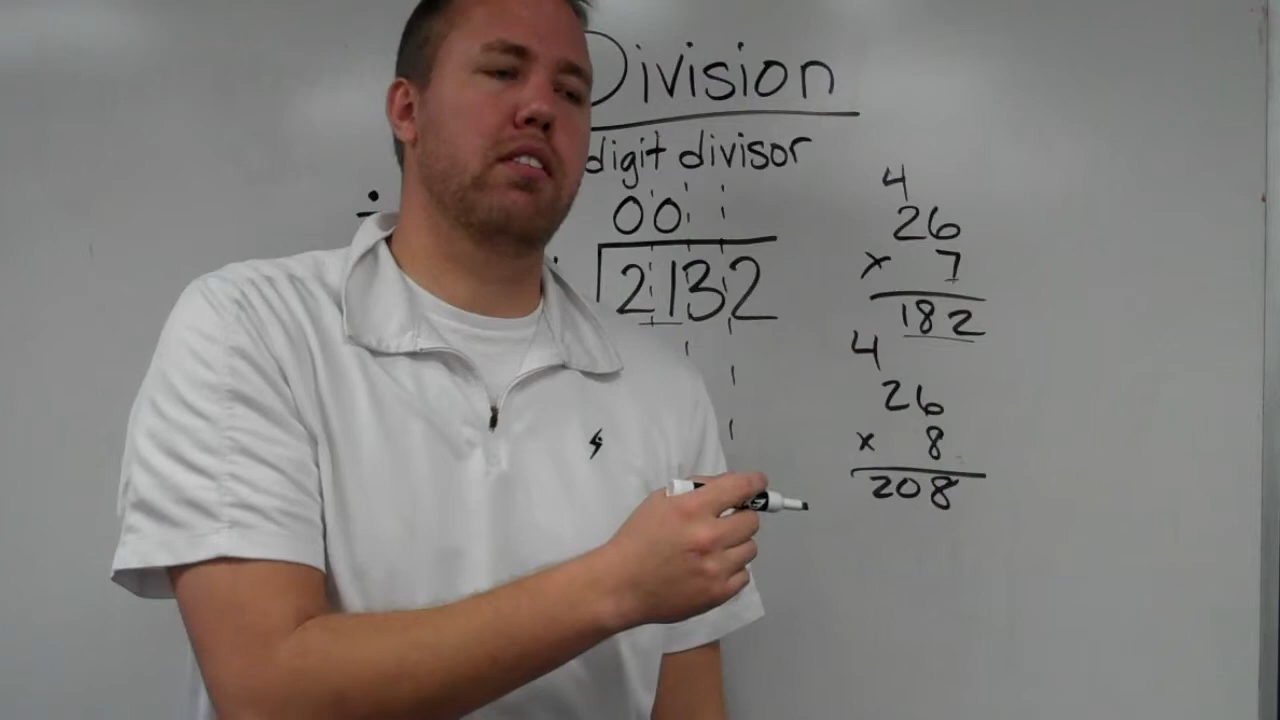 Division
digit divisor
÷
00
2132
4
26
x 7
182
4
26
x 8
208